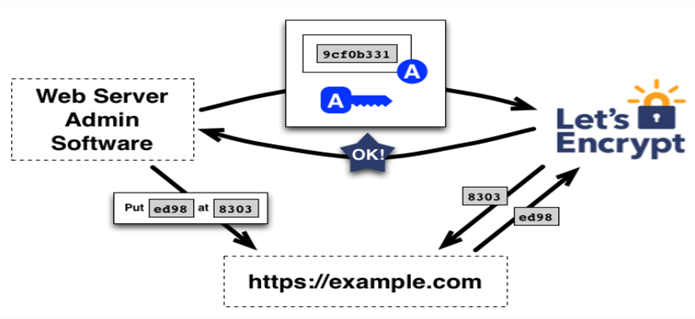 9cf0b331
A
A
Web Server
Admin
Software
Let's
Encrypt
OK!
Put ed98 at 8303
8303
ed98
https://example.com